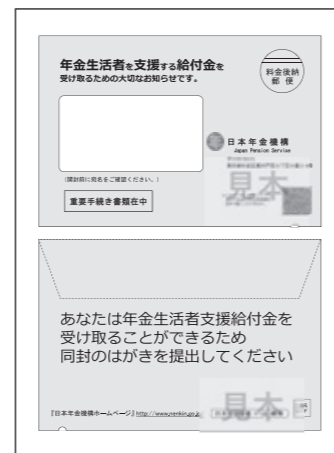 年金生活者を支援する給付金を
受け取るための大切なお知らせです。
料金後納
郵便
日本年金機構
Japan Pension Service
見本
(開封前に宛名をご確認ください。)
重要手続き書類在中
あなたは年金生活者支援給付金を
受け取ることができるため
同封のはがきを提出してください
『日本年金機構ホームページ』http://www.nenkin.go.jp
見本